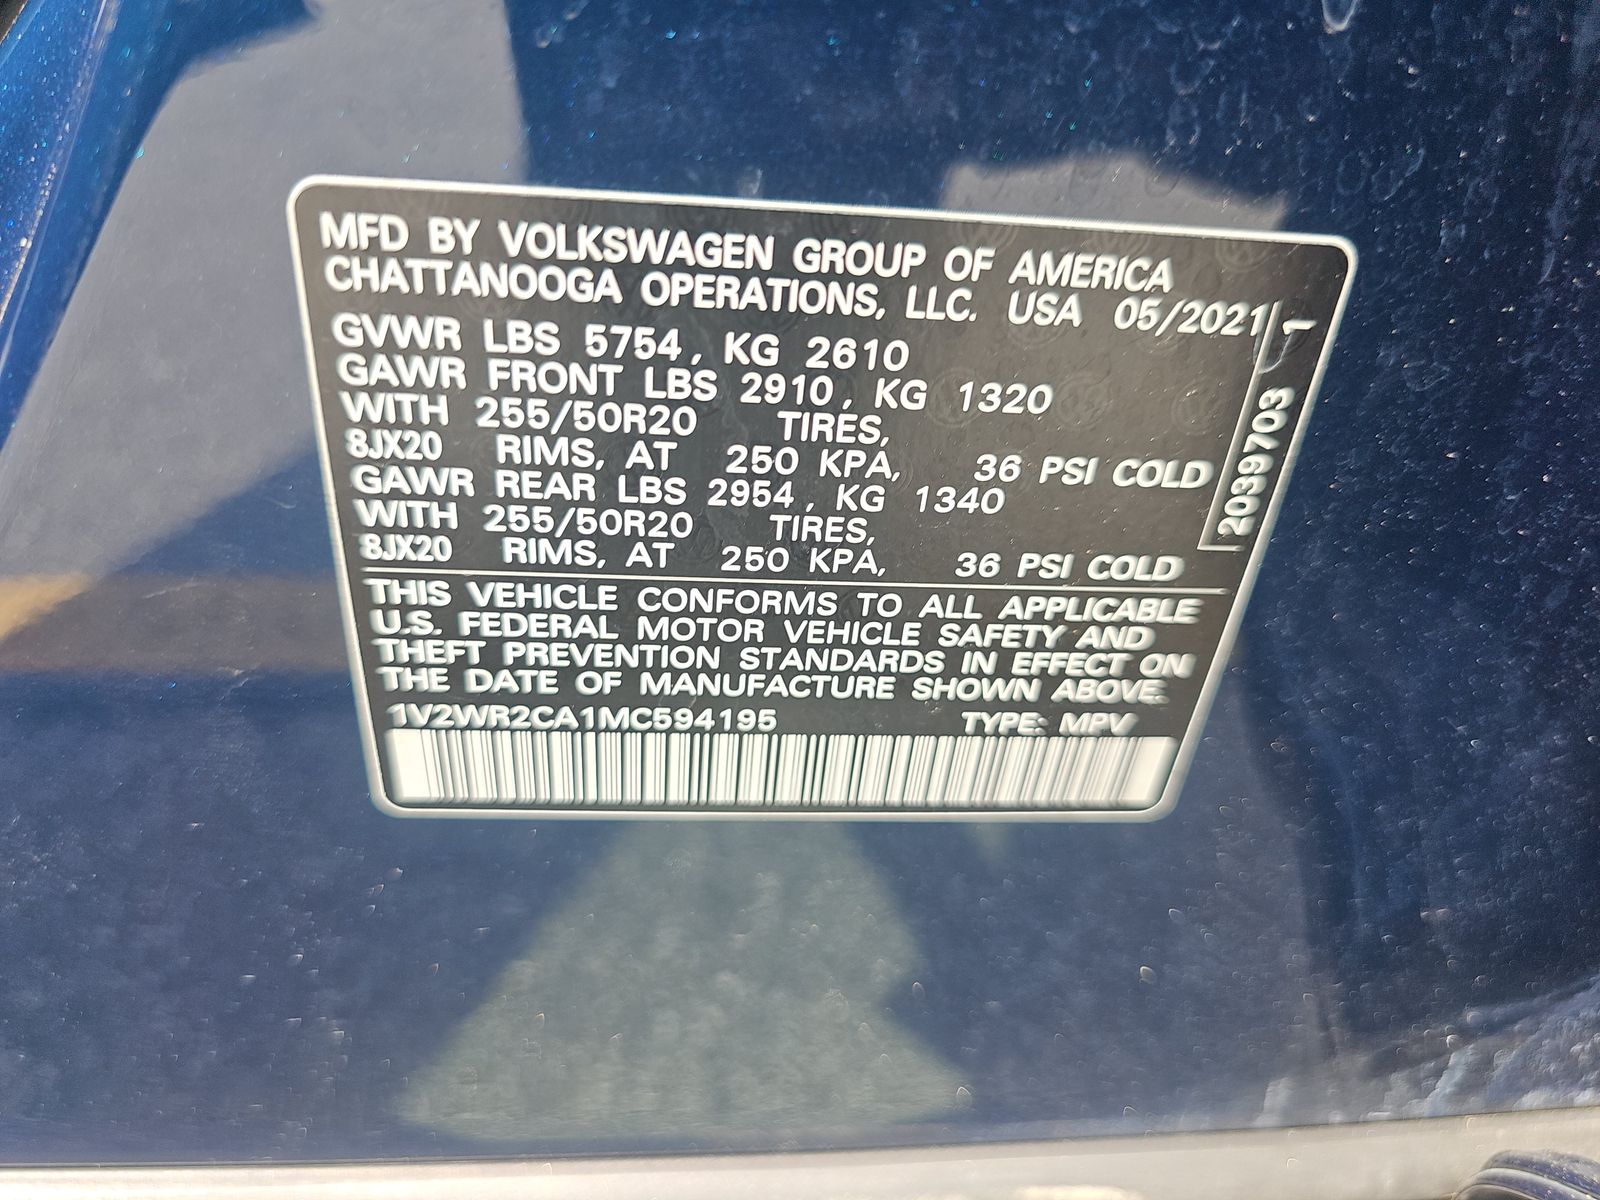 MFD BY VOLKSWAGEN GROUP OF AMERICA
CHATTANOOGA OPERATIONS, LLC. USA 05/2021
GVWR LBS 5754, KG 2610
GAWR FRONT LBS 2910, KG 1320
WITH 255/50R20 TIRES,
8JX20 RIMS, AT 250 KPA, 36 PSI COLD
GAWR REAR LBS 2954, KG 1340
WITH 255/50R20 TIRES,
8JX20 RIMS, AT 250 KPA, 36 PSI COLD
2039703 1
THIS VEHICLE CONFORMS TO ALL APPLICABLE
U.S. FEDERAL MOTOR VEHICLE SAFETY AND
THEFT PREVENTION STANDARDS IN EFFECT ON
THE DATE OF MANUFACTURE SHOWN ABOVE.
1V2WR2CA1MC594195 TYPE: MPV